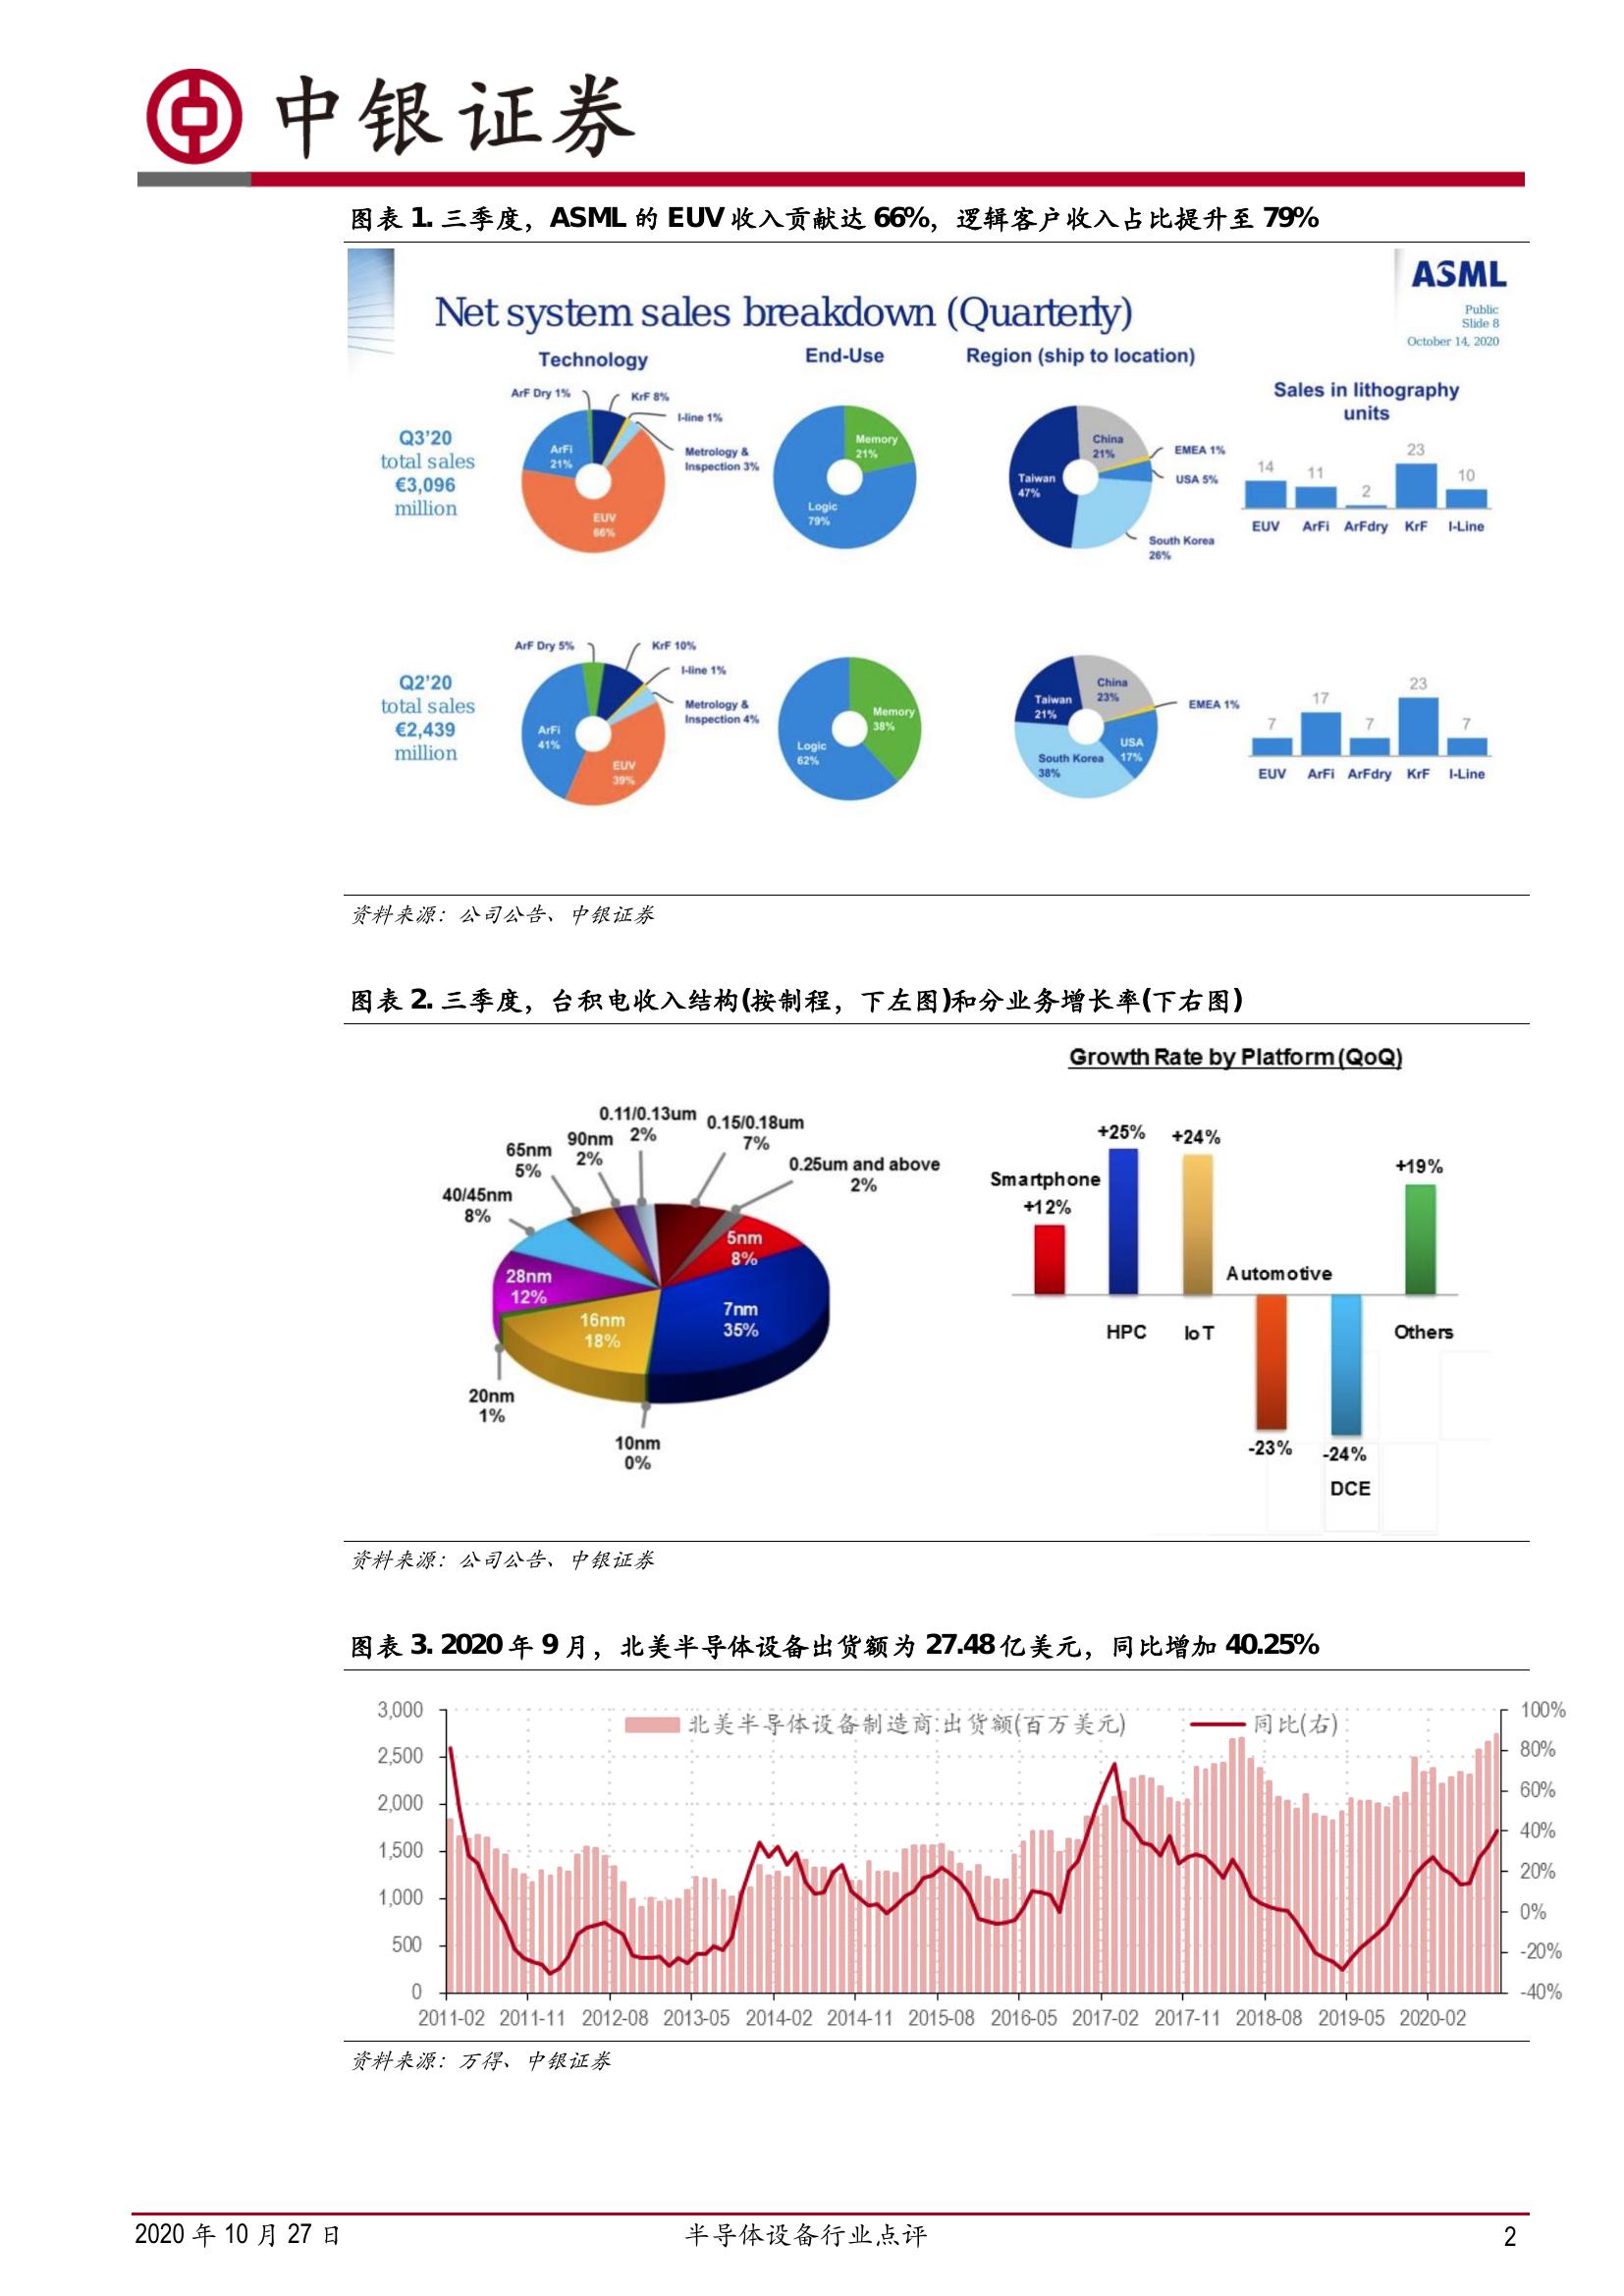 中银证券
图表 1. 三季度，ASML 的 EUV 收入贡献达 66%，逻辑客户收入占比提升至 79%
ASML
Public
Slide 8
October 14, 2020
Net system sales breakdown (Quarterly)
Technology
End-Use
Region (ship to location)
Sales in lithography
units
Q3'20
total sales
€3,096
million
ArF Dry 1%
KrF 8%
I-line 1%
Metrology &
Inspection 3%
ArFi
21%
EUV
66%
Memory
21%
Logic
79%
China
21%
EMEA 1%
USA 5%
Taiwan
47%
South Korea
26%
14 11 2 23 10
EUV ArFi ArFdry KrF I-Line
Q2'20
total sales
€2,439
million
ArF Dry 5%
KrF 10%
I-line 1%
Metrology &
Inspection 4%
ArFi
41%
EUV
39%
Memory
38%
Logic
62%
China
23%
EMEA 1%
Taiwan
21%
USA
17%
South Korea
38%
7 17 7 23 7
EUV ArFi ArFdry KrF I-Line
资料来源：公司公告、中银证券
图表 2. 三季度，台积电收入结构(按制程，下左图)和分业务增长率(下右图)
0.11/0.13um
2%
0.15/0.18um
7%
90nm
2%
65nm
5%
0.25um and above
2%
40/45nm
8%
5nm
8%
28nm
12%
7nm
35%
16nm
18%
20nm
1%
10nm
0%
Growth Rate by Platform (QoQ)
Smartphone
+12%
+25%
HPC
+24%
IoT
Automotive
-23%
-24%
DCE
+19%
Others
资料来源：公司公告、中银证券
图表 3. 2020 年 9 月，北美半导体设备出货额为 27.48 亿美元，同比增加 40.25%
北美半导体设备制造商:出货额(百万美元)
同比(右)
3,000
2,500
2,000
1,500
1,000
500
0
100%
80%
60%
40%
20%
0%
-20%
-40%
2011-02 2011-11 2012-08 2013-05 2014-02 2014-11 2015-08 2016-05 2017-02 2017-11 2018-08 2019-05 2020-02
资料来源：万得、中银证券
2020 年 10 月 27 日
半导体设备行业点评
2